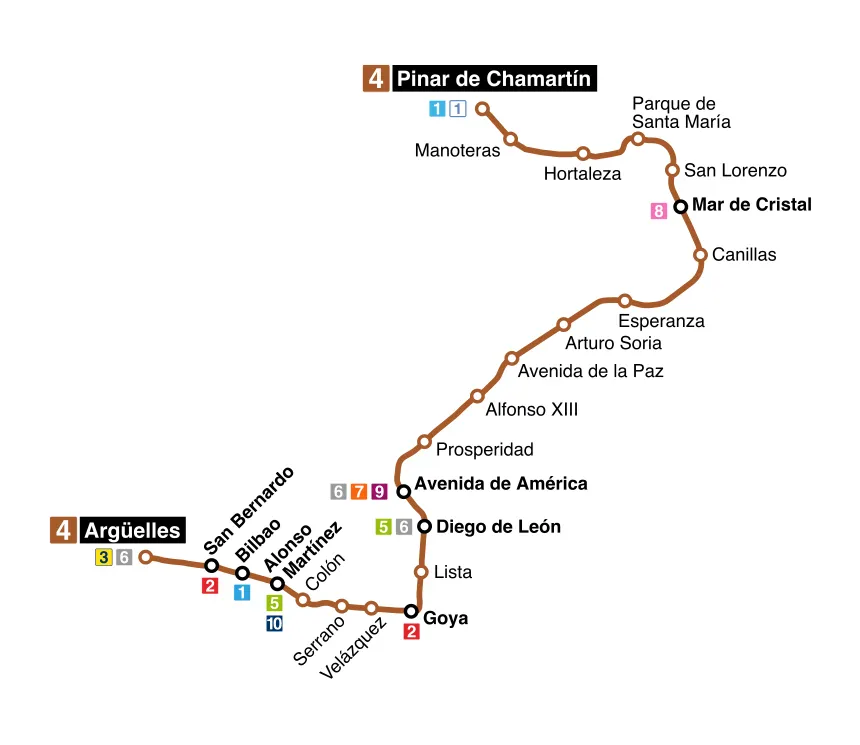 4 Pinar de Chamartín
1 1
Parque de
Santa María
Manoteras
Hortaleza
San Lorenzo
8 Mar de Cristal
Canillas
Esperanza
Arturo Soria
Avenida de la Paz
Alfonso XIII
Prosperidad
6 7 9 Avenida de América
5 6 Diego de León
Lista
Goya
2
Velázquez
Serrano
Colón
Alonso
Martínez
5
10
Bilbao
1
San Bernardo
2
4 Argüelles
3 6